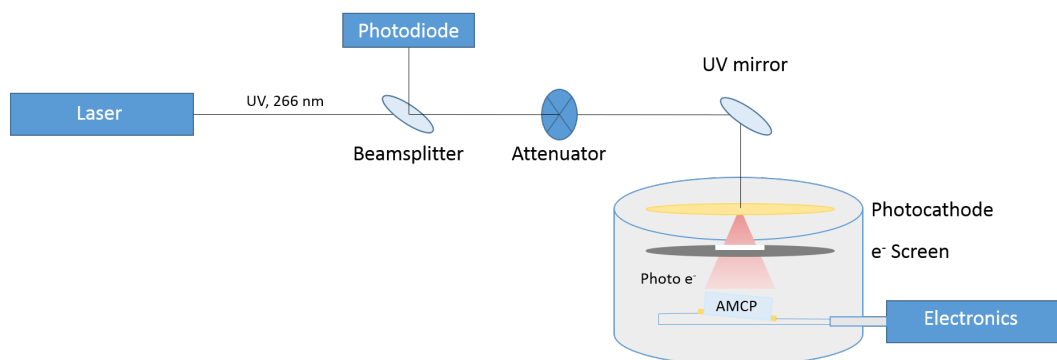 Photodiode
UV mirror
Laser
UV, 266 nm
Beamsplitter
Attenuator
Photocathode
e⁻ Screen
Photo e⁻
AMCP
Electronics